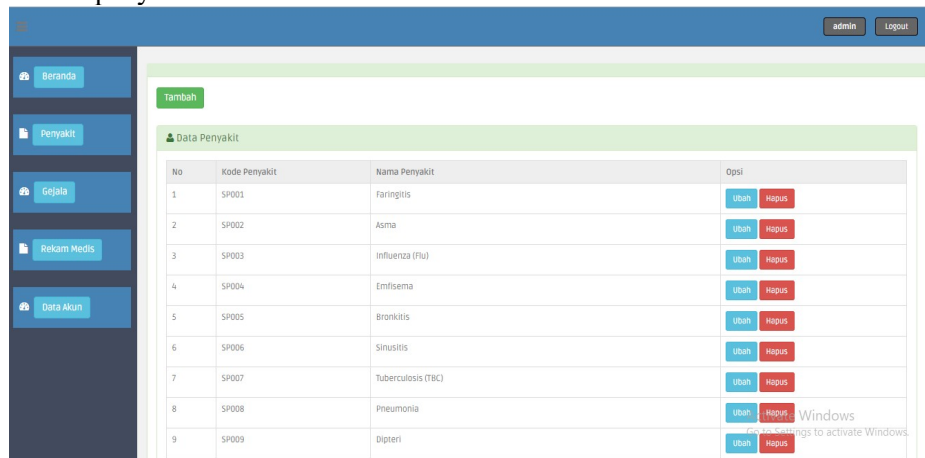 admin Logout
Beranda
Tambah
Penyakit
Data Penyakit
No Kode Penyakit Nama Penyakit Opsi
1 SP001 Faringitis Ubah Hapus
Gejala
2 SP002 Asma Ubah Hapus
Rekam Medis
3 SP003 Influenza (Flu) Ubah Hapus
4 SP004 Emfisema Ubah Hapus
Data Akun
5 SP005 Bronkitis Ubah Hapus
6 SP006 Sinusitis Ubah Hapus
7 SP007 Tuberculosis (TBC) Ubah Hapus
8 SP008 Pneumonia Ubah Hapus
Activate Windows
Go to Settings to activate Windows.
9 SP009 Dipteri Ubah Hapus